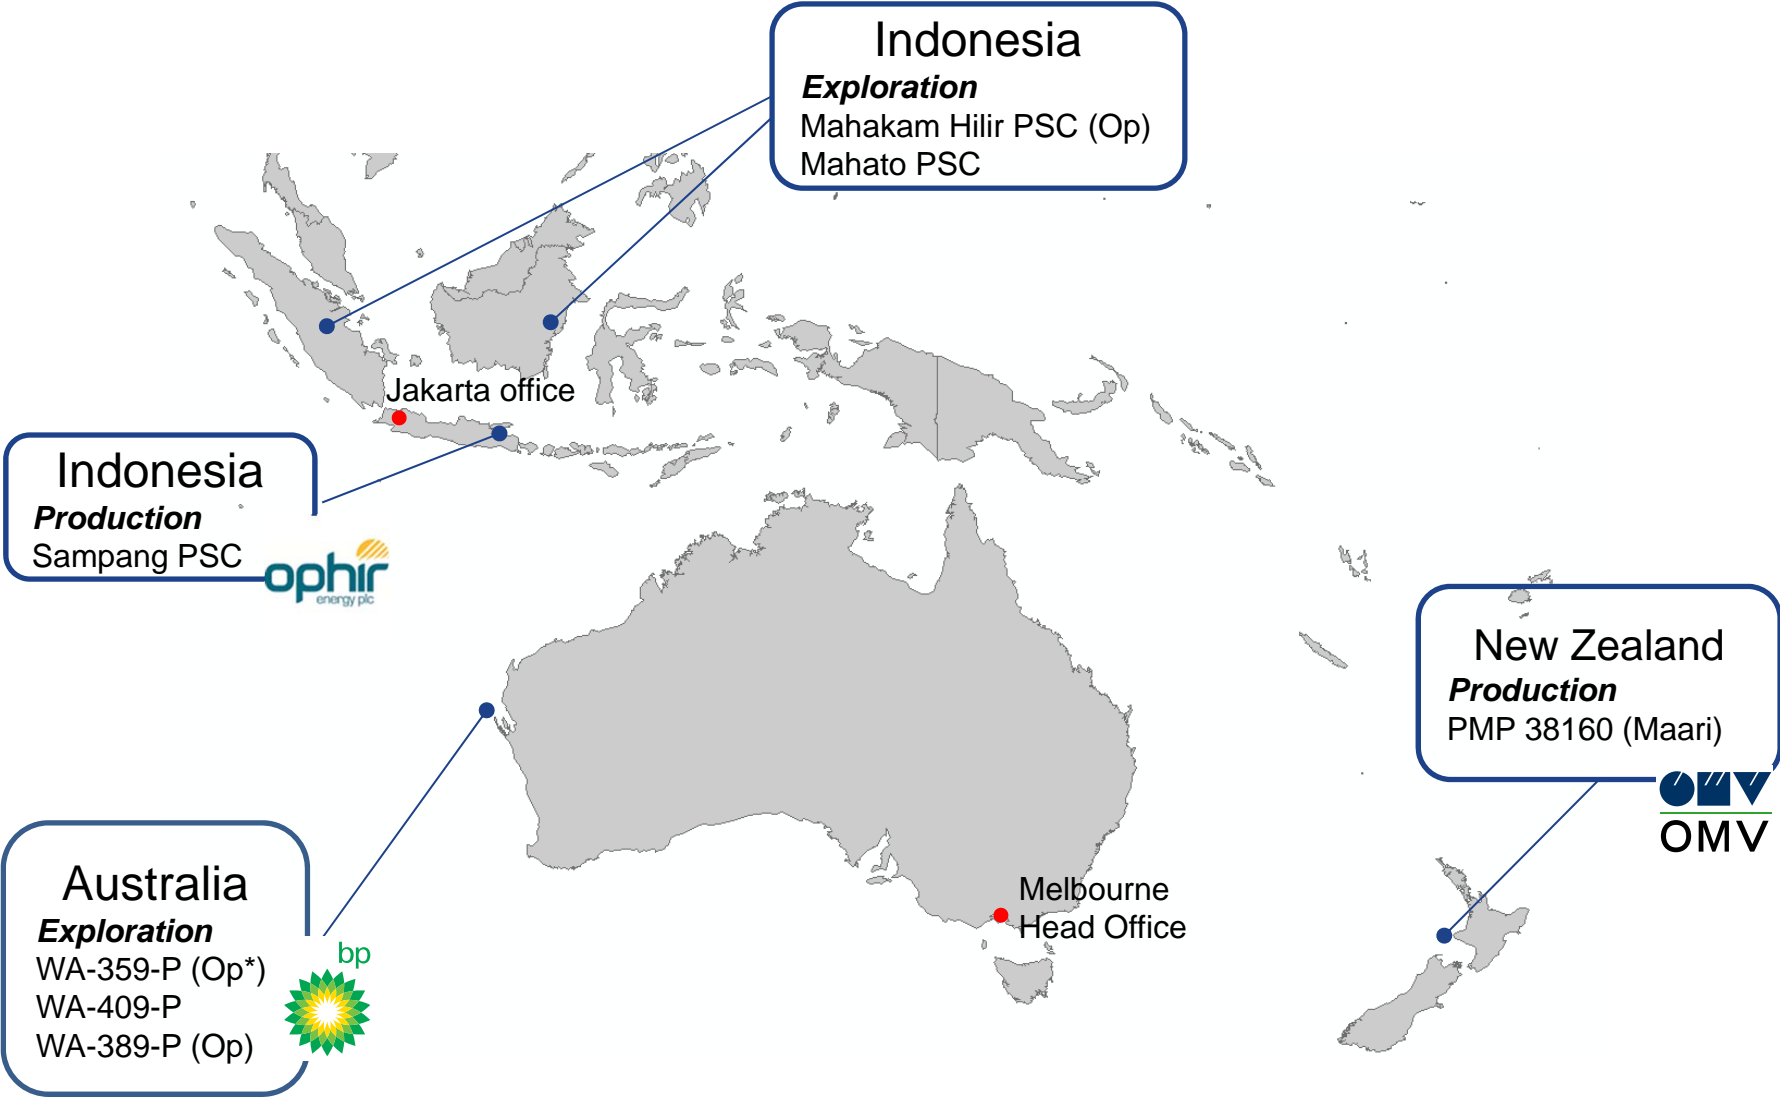 Indonesia
Exploration
Mahakam Hilir PSC (Op)
Mahato PSC
Jakarta office
Indonesia
Production
Sampang PSC
ophir
energy plc
New Zealand
Production
PMP 38160 (Maari)
OMV
OMV
Australia
Exploration
WA-359-P (Op*)
WA-409-P
WA-389-P (Op)
bp
Melbourne
Head Office